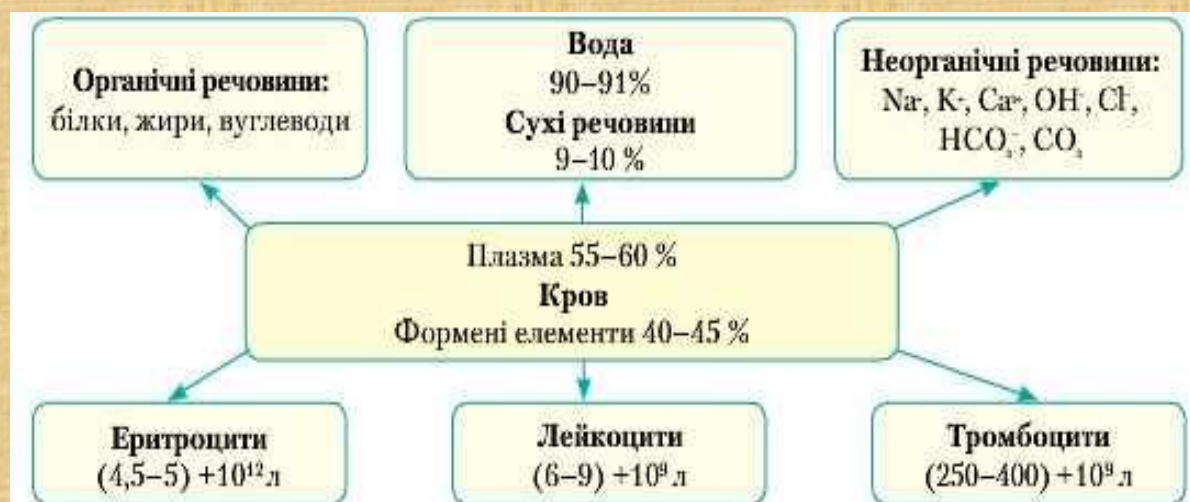 Органічні речовини:
білки, жири, вуглеводи
Вода
90–91%
Сухі речовини
9–10 %
Неорганічні речовини:
Na⁺, K⁺, Ca²⁺, OH⁻, Cl⁻,
HCO₃⁻, CO₂
Плазма 55–60 %
Кров
Формені елементи 40–45 %
Еритроцити
(4,5–5) +10¹² л
Лейкоцити
(6–9) +10⁹ л
Тромбоцити
(250–400) +10⁹ л